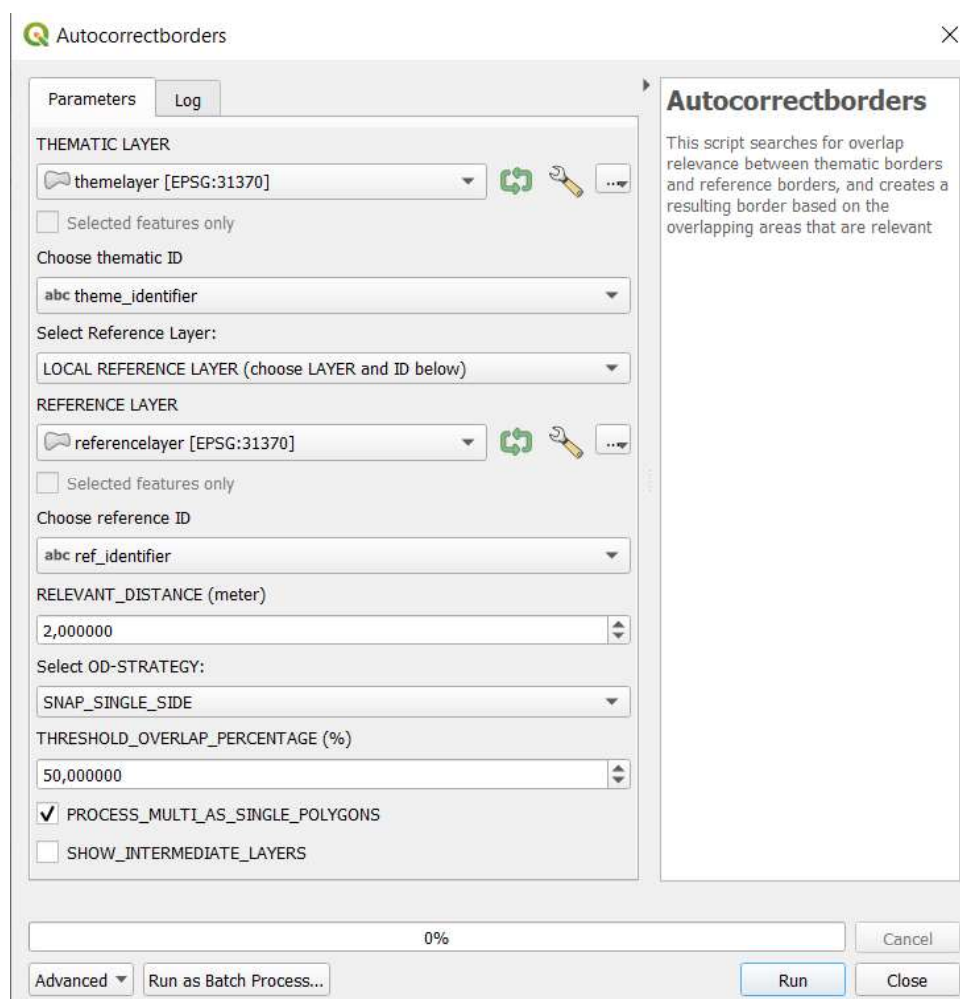 Autocorrectborders
Parameters
Log
THEMATIC LAYER
themelayer [EPSG:31370]
...
Selected features only
Choose thematic ID
abc theme_identifier
Select Reference Layer:
LOCAL REFERENCE LAYER (choose LAYER and ID below)
REFERENCE LAYER
referencelayer [EPSG:31370]
...
Selected features only
Choose reference ID
abc ref_identifier
RELEVANT_DISTANCE (meter)
2,000000
Select OD-STRATEGY:
SNAP_SINGLE_SIDE
THRESHOLD_OVERLAP_PERCENTAGE (%)
50,000000
PROCESS_MULTI_AS_SINGLE_POLYGONS
SHOW_INTERMEDIATE_LAYERS
Autocorrectborders
This script searches for overlap
relevance between thematic borders
and reference borders, and creates a
resulting border based on the
overlapping areas that are relevant
0%
Cancel
Advanced
Run as Batch Process...
Run
Close